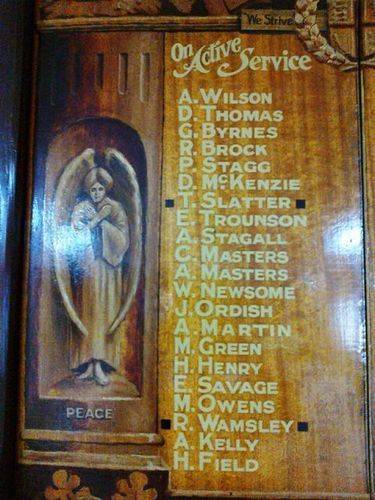 We Strive
On Active Service
A. Wilson
D. Thomas
G. Byrnes
R. Brock
P. Stagg
D. McKenzie
T. Slatter
E. Trounson
A. Stagall
C. Masters
A. Masters
W. Newsome
J. Ordish
A. Martin
M. Green
H. Henry
E. Savage
M. Owens
R. Wamsley
A. Kelly
H. Field
PEACE